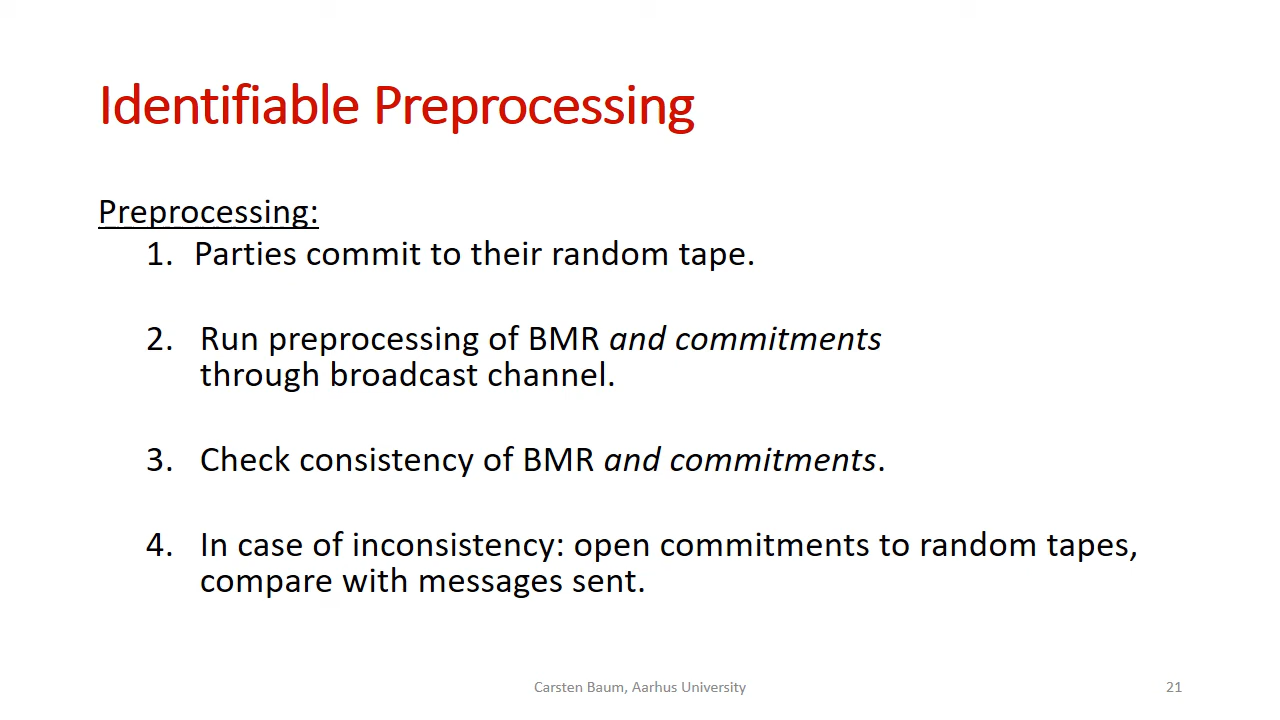 Identifiable Preprocessing
Preprocessing:
1. Parties commit to their random tape.
2. Run preprocessing of BMR and commitments
through broadcast channel.
3. Check consistency of BMR and commitments.
4. In case of inconsistency: open commitments to random tapes,
compare with messages sent.
Carsten Baum, Aarhus University
21